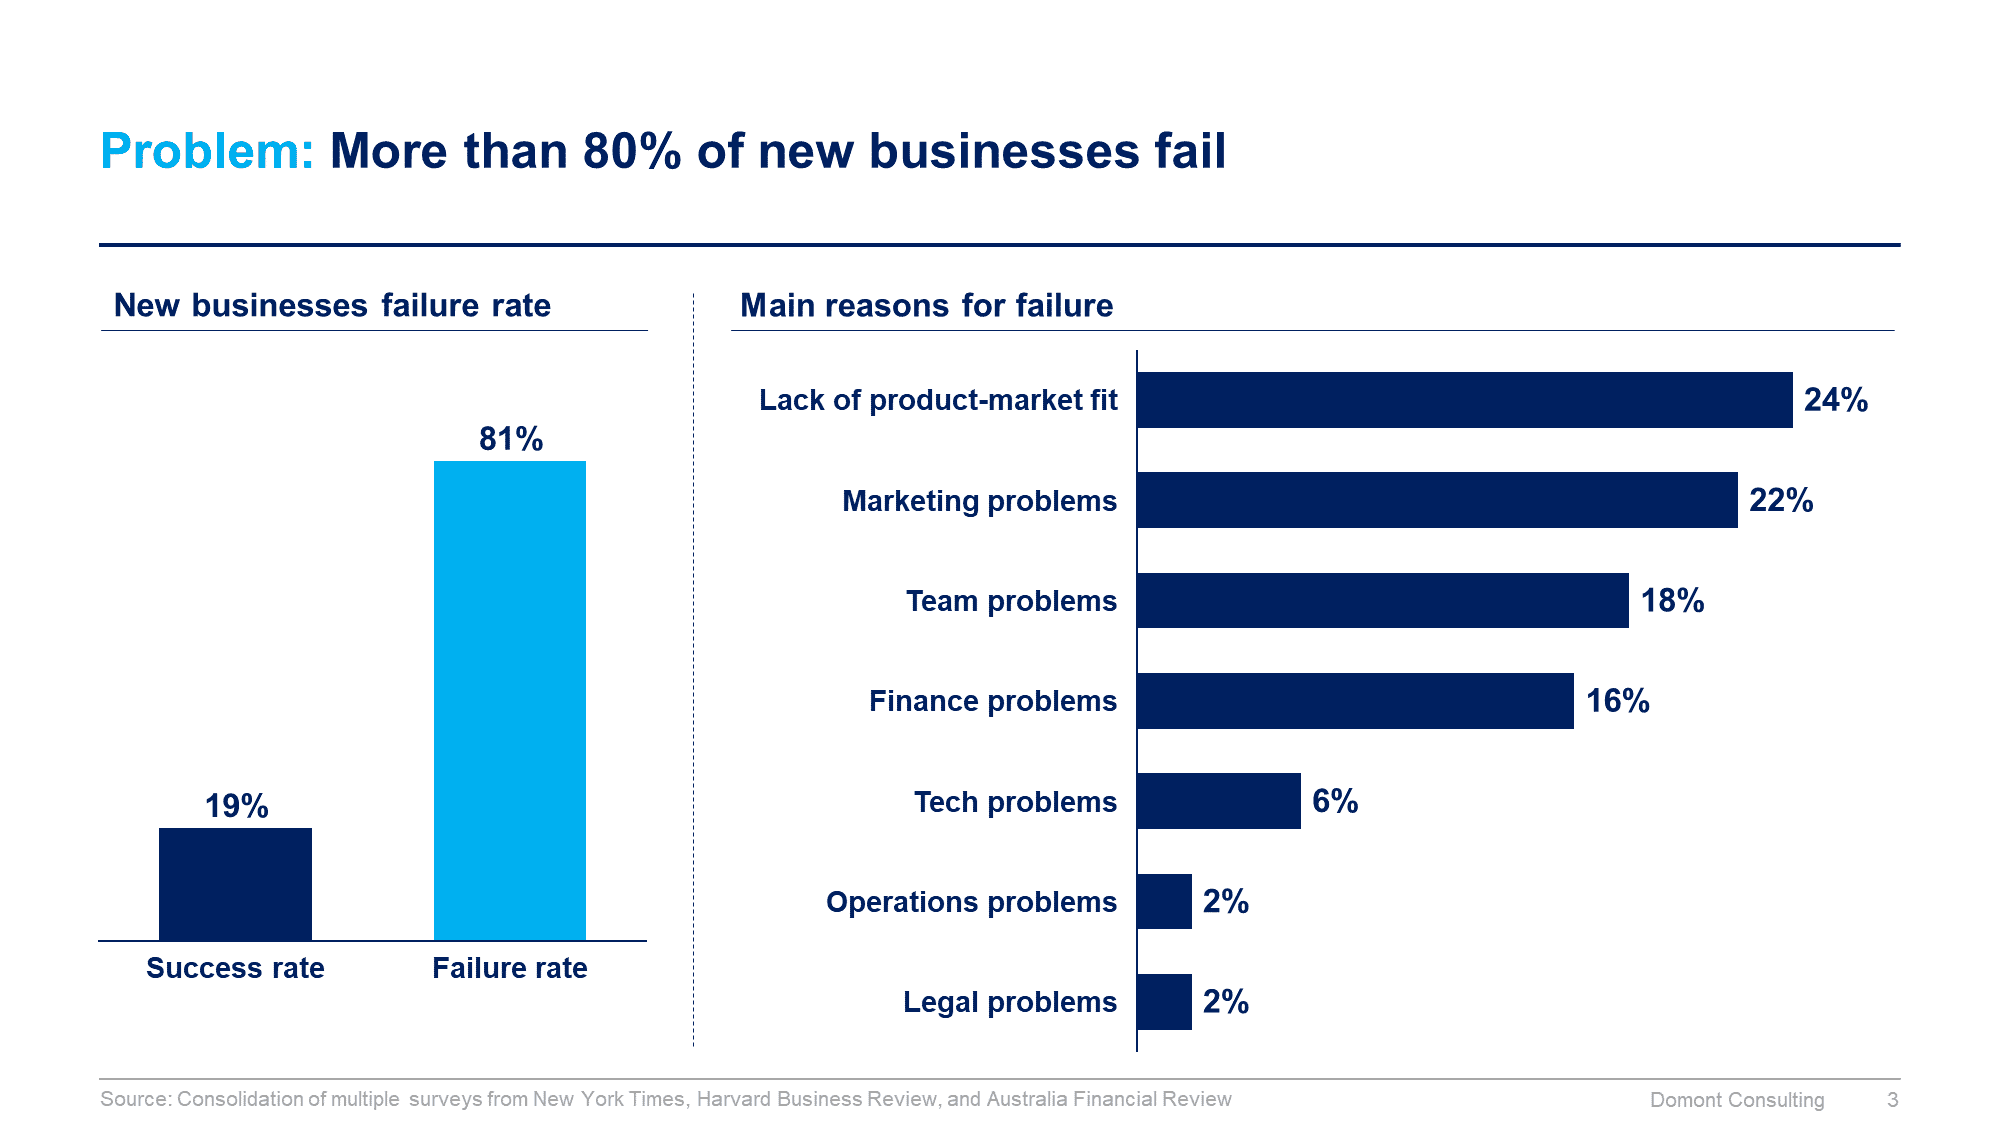 Problem: More than 80% of new businesses fail
New businesses failure rate
81%
19%
Success rate
Failure rate
Main reasons for failure
Lack of product-market fit
24%
Marketing problems
22%
Team problems
18%
Finance problems
16%
Tech problems
6%
Operations problems
2%
Legal problems
2%
Source: Consolidation of multiple surveys from New York Times, Harvard Business Review, and Australia Financial Review
Domont Consulting
3